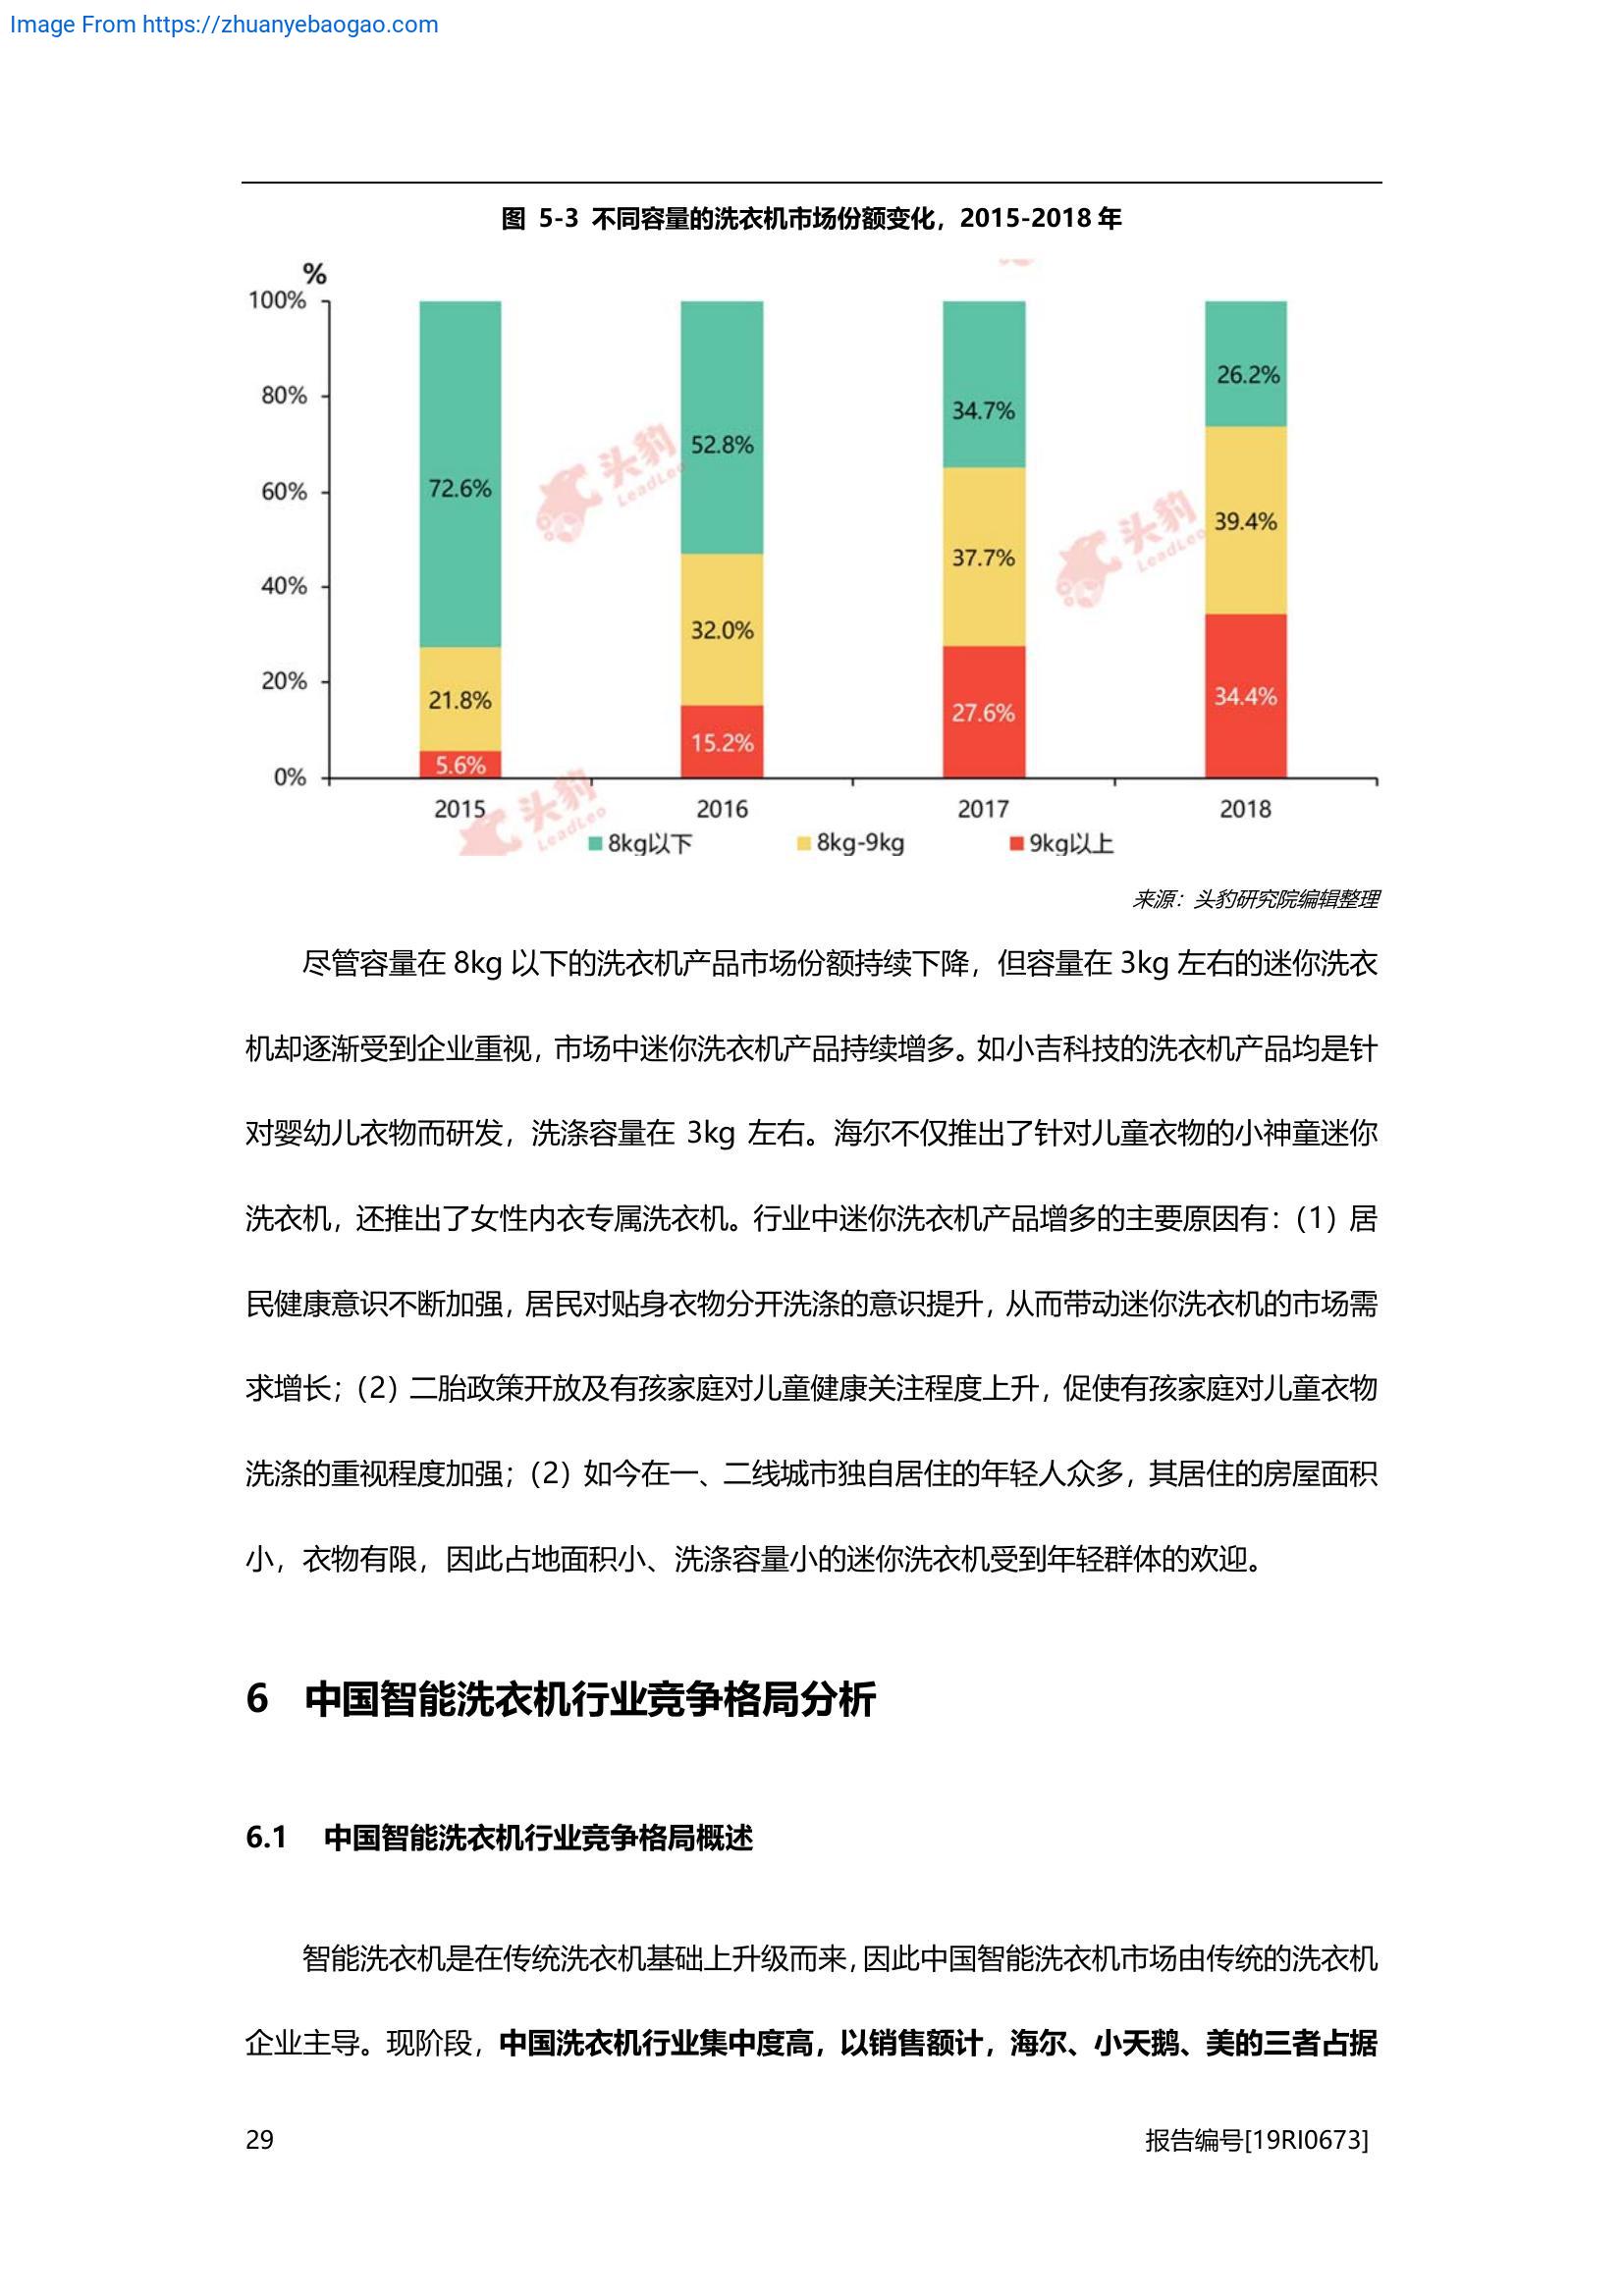 Image From https://zhuanyebaogao.com
图 5-3 不同容量的洗衣机市场份额变化，2015-2018 年
%
100%
80%
60%
40%
20%
0%
72.6%
21.8%
5.6%
52.8%
32.0%
15.2%
34.7%
37.7%
27.6%
26.2%
39.4%
34.4%
头豹
LeadLeo
头豹
LeadLeo
头豹
LeadLeo
2015 2016 2017 2018
8kg以下 8kg-9kg 9kg以上
来源：头豹研究院编辑整理
尽管容量在 8kg 以下的洗衣机产品市场份额持续下降，但容量在 3kg 左右的迷你洗衣
机却逐渐受到企业重视，市场中迷你洗衣机产品持续增多。如小吉科技的洗衣机产品均是针
对婴幼儿衣物而研发，洗涤容量在 3kg 左右。海尔不仅推出了针对儿童衣物的小神童迷你
洗衣机，还推出了女性内衣专属洗衣机。行业中迷你洗衣机产品增多的主要原因有：（1）居
民健康意识不断加强，居民对贴身衣物分开洗涤的意识提升，从而带动迷你洗衣机的市场需
求增长；（2）二胎政策开放及有孩家庭对儿童健康关注程度上升，促使有孩家庭对儿童衣物
洗涤的重视程度加强；（2）如今在一、二线城市独自居住的年轻人众多，其居住的房屋面积
小，衣物有限，因此占地面积小、洗涤容量小的迷你洗衣机受到年轻群体的欢迎。
6 中国智能洗衣机行业竞争格局分析
6.1 中国智能洗衣机行业竞争格局概述
智能洗衣机是在传统洗衣机基础上升级而来，因此中国智能洗衣机市场由传统的洗衣机
企业主导。现阶段，中国洗衣机行业集中度高，以销售额计，海尔、小天鹅、美的三者占据
29 报告编号[19RI0673]